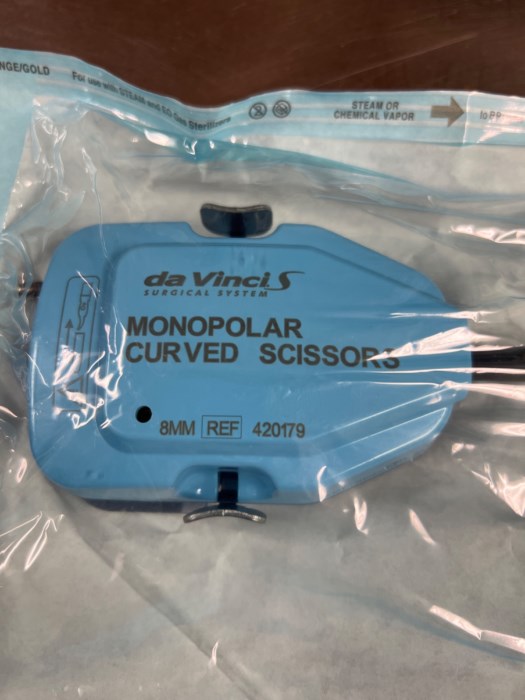 NGE/GOLD
For use with STEAM and EO Gas Sterilizers
STEAM OR
CHEMICAL VAPOR
da Vinci S
SURGICAL SYSTEM
MONOPOLAR
CURVED SCISSORS
8MM REF 420179